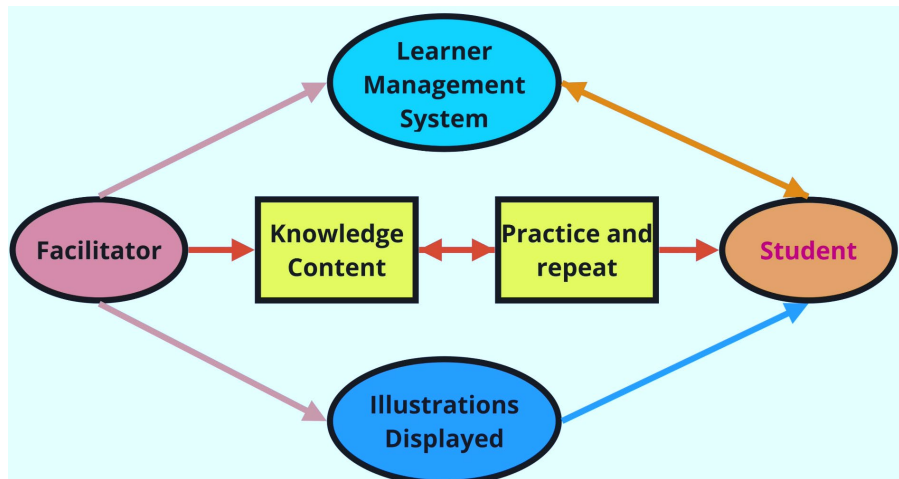 Learner
Management
System
Facilitator
Knowledge
Content
Practice and
repeat
Student
Illustrations
Displayed